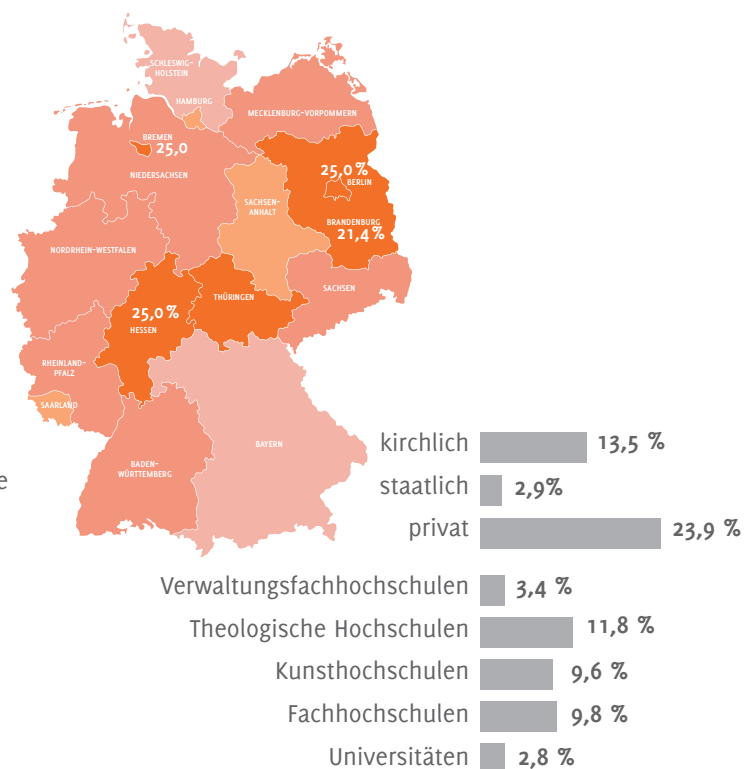 SCHLESWIG-
HOLSTEIN
HAMBURG
MECKLENBURG-VORPOMMERN
BREMEN
25,0
NIEDERSACHSEN
25,0 %
BERLIN
SACHSEN-
ANHALT
BRANDENBURG
21,4 %
NORDRHEIN-WESTFALEN
SACHSEN
THÜRINGEN
25,0 %
HESSEN
RHEINLAND-
PFALZ
SAARLAND
BAYERN
BADEN-
WÜRTTEMBERG
e
kirchlich 13,5 %
staatlich 2,9%
privat 23,9 %
Verwaltungsfachhochschulen 3,4 %
Theologische Hochschulen 11,8 %
Kunsthochschulen 9,6 %
Fachhochschulen 9,8 %
Universitäten 2,8 %